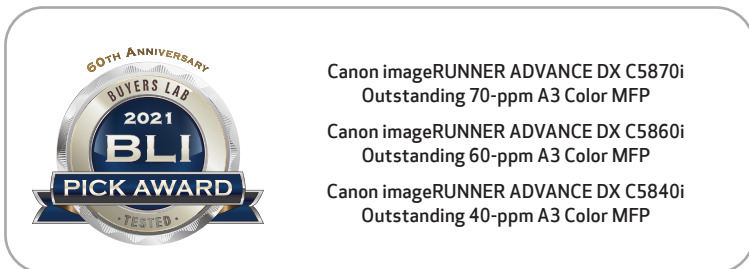 60TH ANNIVERSARY
BUYERS LAB
2021
BLI
PICK AWARD
· TESTED ·
Canon imageRUNNER ADVANCE DX C5870i
Outstanding 70-ppm A3 Color MFP
Canon imageRUNNER ADVANCE DX C5860i
Outstanding 60-ppm A3 Color MFP
Canon imageRUNNER ADVANCE DX C5840i
Outstanding 40-ppm A3 Color MFP